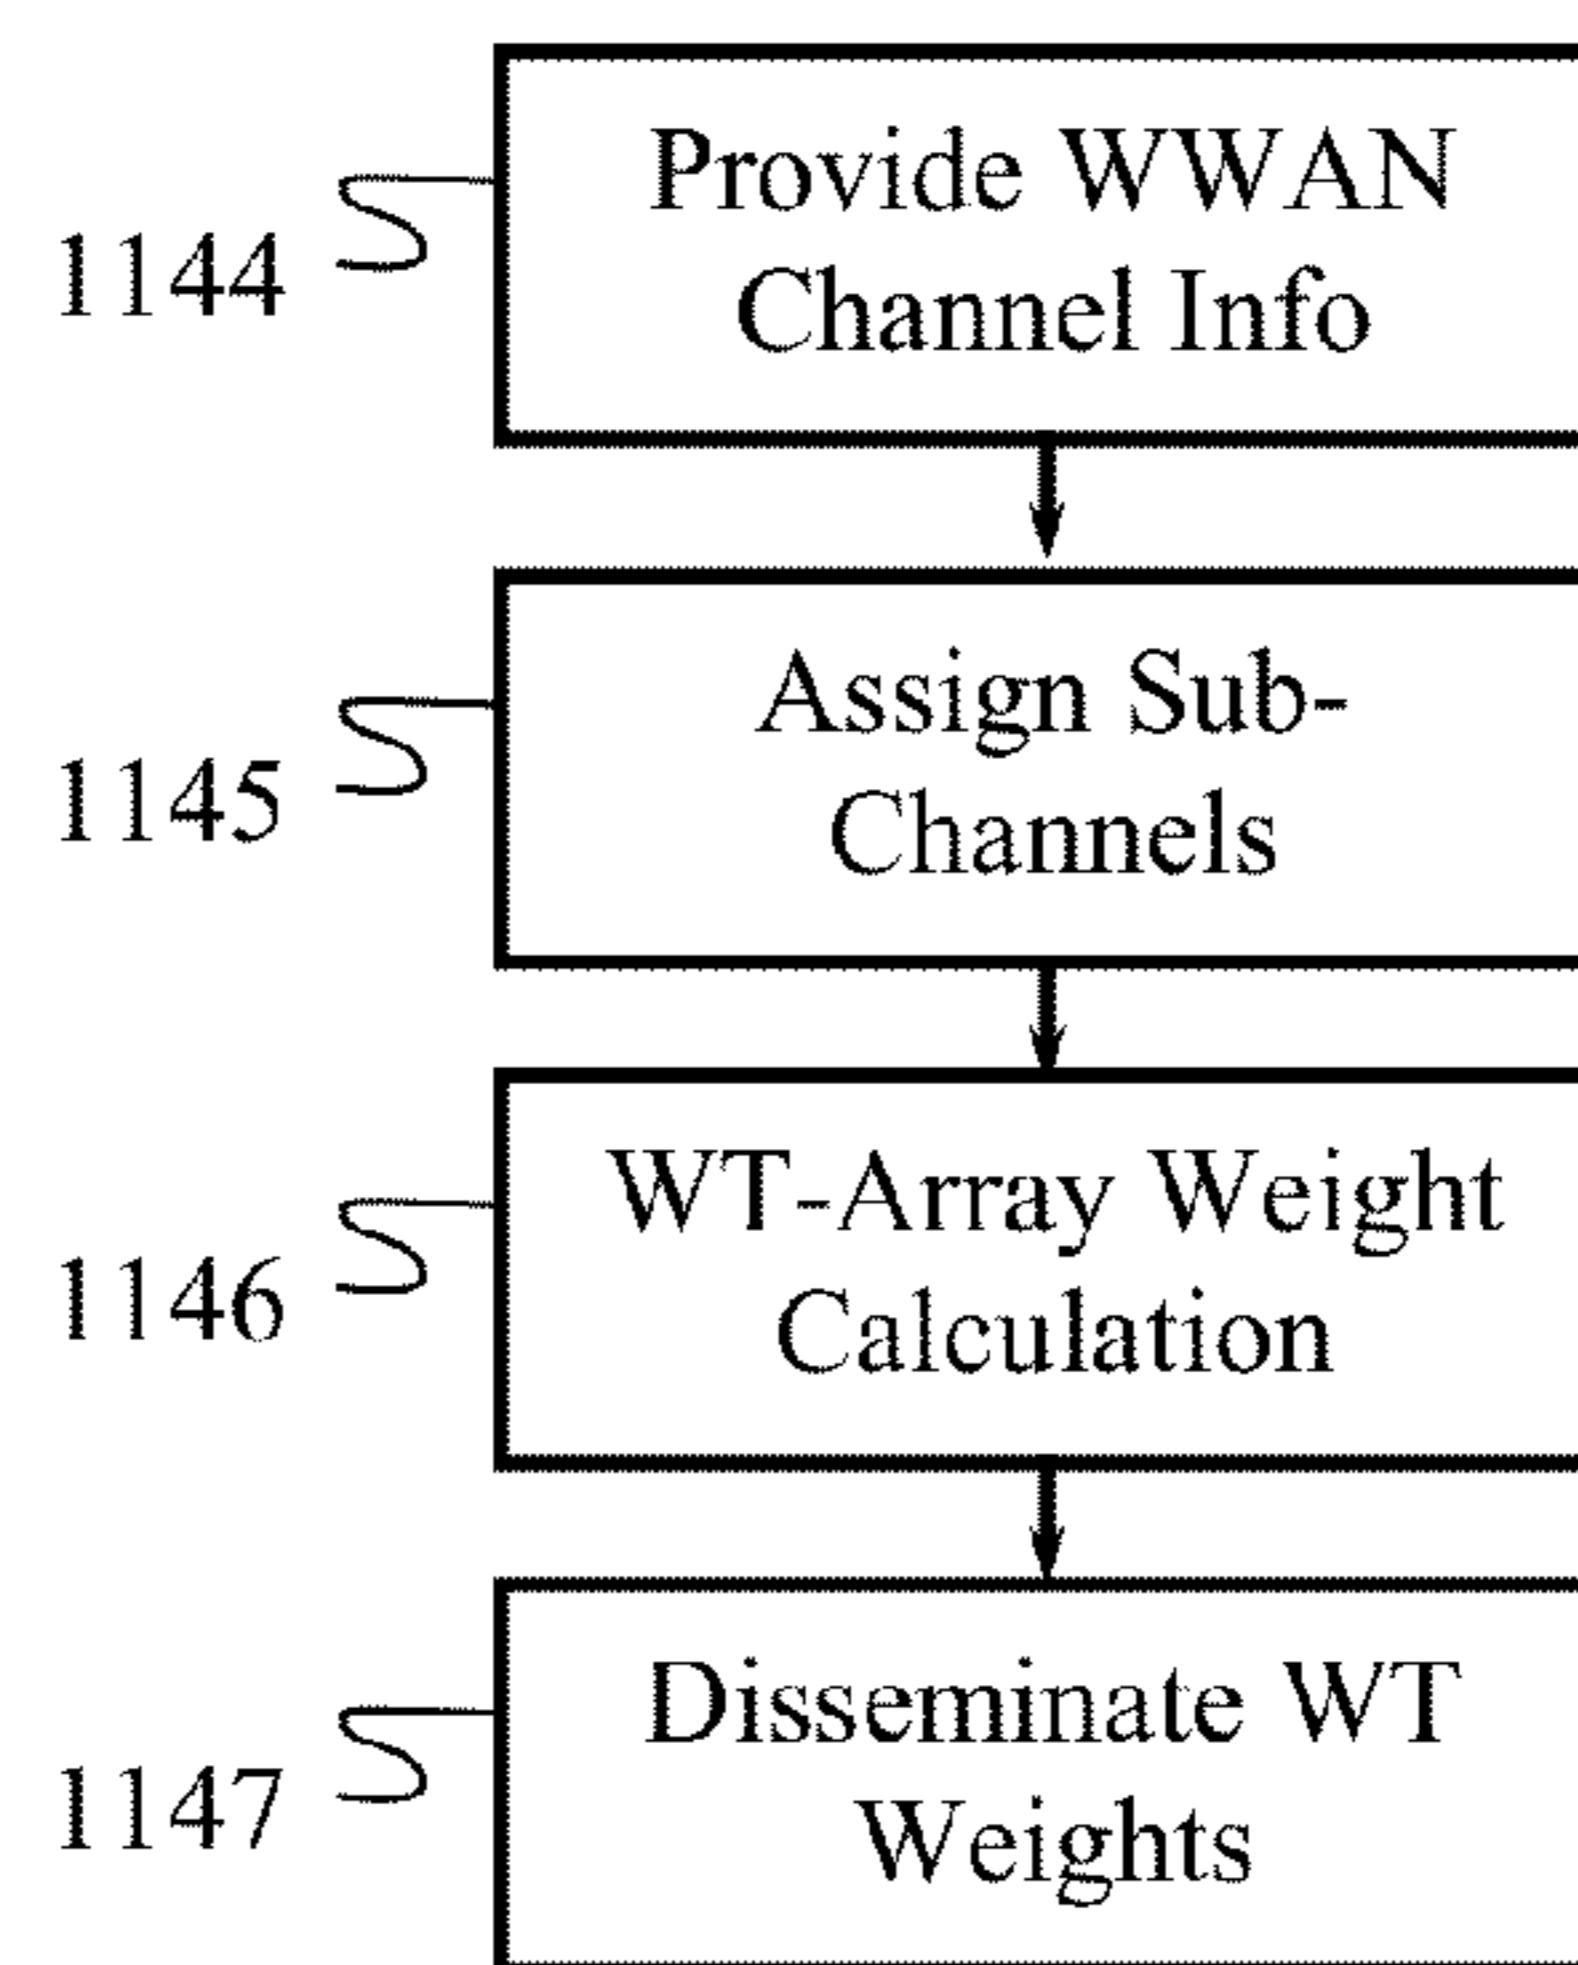 Provide WWAN
Channel Info
1144
Assign Sub-
Channels
1145
WT-Array Weight
Calculation
1146
Disseminate WT
Weights
1147